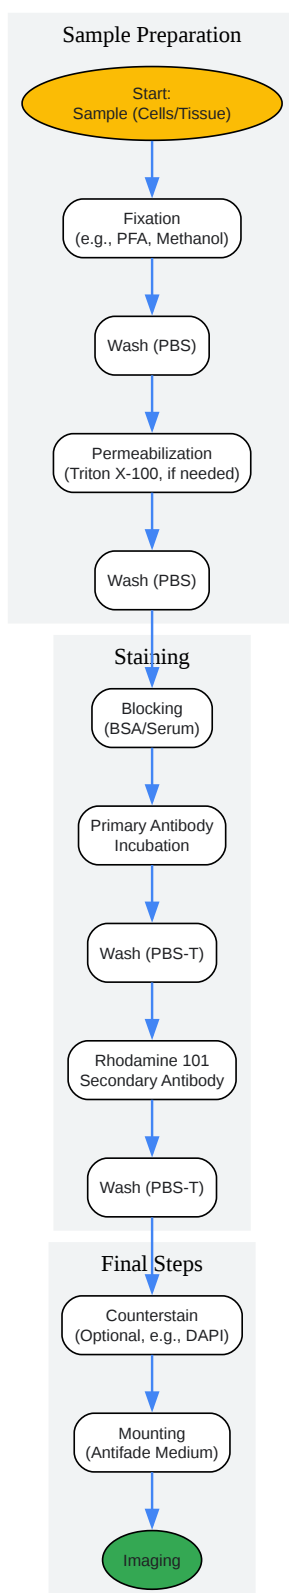 Sample Preparation
Start:
Sample (Cells/Tissue)
Fixation
(e.g., PFA, Methanol)
Wash (PBS)
Permeabilization
(Triton X-100, if needed)
Wash (PBS)
Staining
Blocking
(BSA/Serum)
Primary Antibody
Incubation
Wash (PBS-T)
Rhodamine 101
Secondary Antibody
Wash (PBS-T)
Final Steps
Counterstain
(Optional, e.g., DAPI)
Mounting
(Antifade Medium)
Imaging